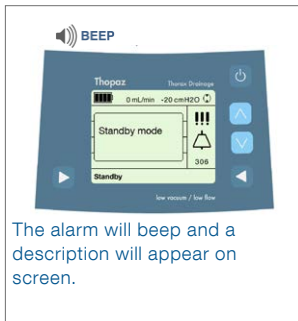 BEEP
Thopaz Thorax Drainage
0 mL/min -20 cmH2O
Standby mode
!!!
306
Standby
low vacuum / low flow
The alarm will beep and a
description will appear on
screen.